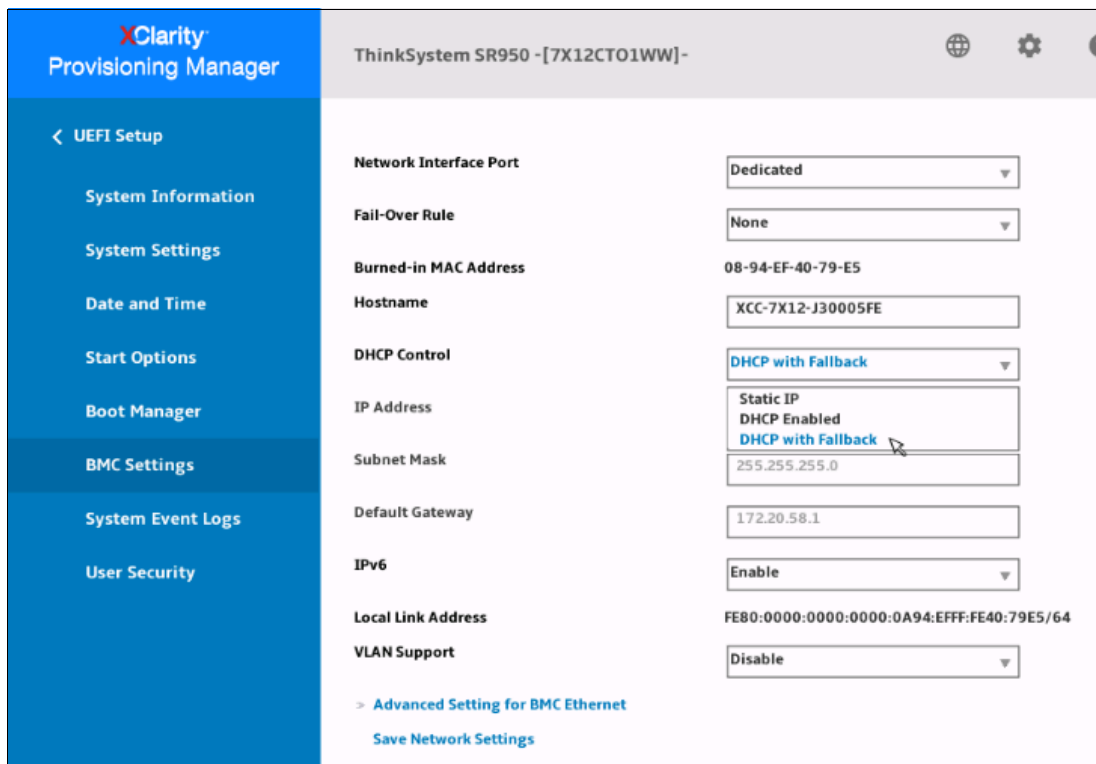 XClarity
Provisioning Manager
ThinkSystem SR950 -[7X12CTO1WW]-
UEFI Setup
System Information
System Settings
Date and Time
Start Options
Boot Manager
BMC Settings
System Event Logs
User Security
Network Interface Port
Dedicated
Fail-Over Rule
None
Burned-in MAC Address
08-94-EF-40-79-E5
Hostname
XCC-7X12-J30005FE
DHCP Control
DHCP with Fallback
IP Address
Static IP
DHCP Enabled
DHCP with Fallback
Subnet Mask
255.255.255.0
Default Gateway
172.20.58.1
IPv6
Enable
Local Link Address
FE80:0000:0000:0000:0A94:EFFF:FE40:79E5/64
VLAN Support
Disable
> Advanced Setting for BMC Ethernet
Save Network Settings